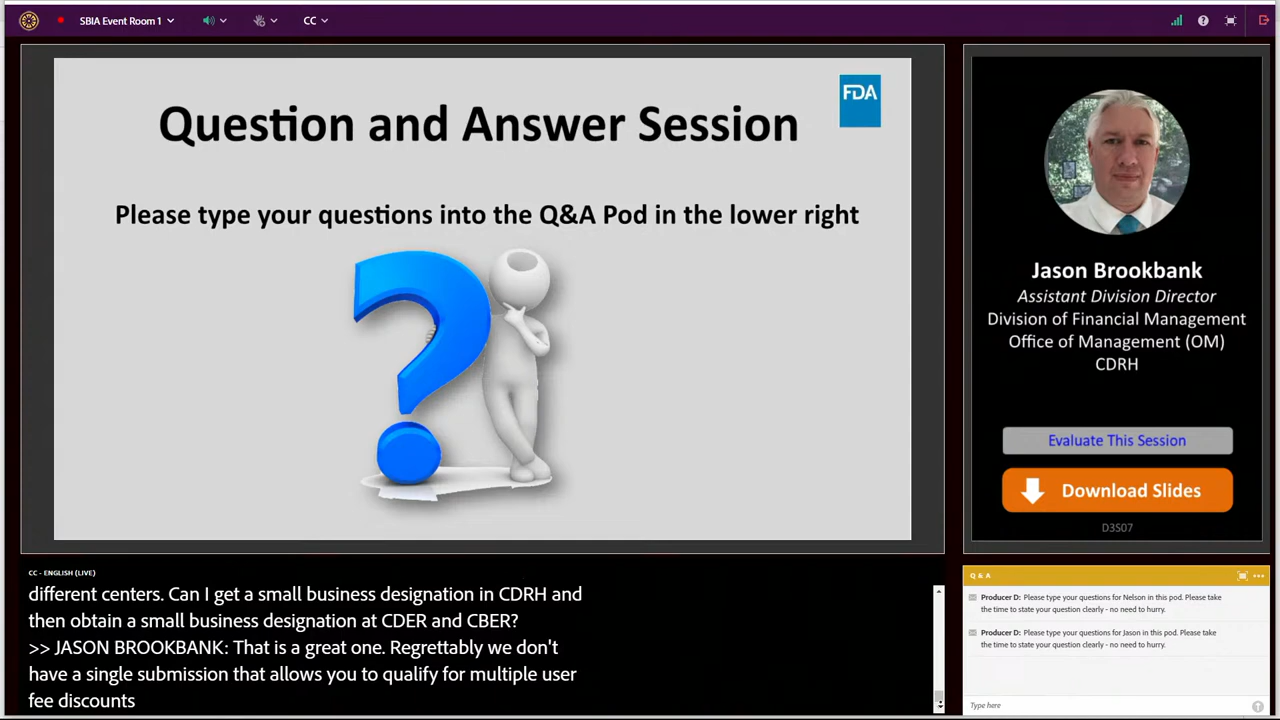 SBIA Event Room 1
CC
FDA
Question and Answer Session
Please type your questions into the Q&A Pod in the lower right
Jason Brookbank
Assistant Division Director
Division of Financial Management
Office of Management (OM)
CDRH
Evaluate This Session
Download Slides
D3S07
CC - ENGLISH (LIVE)
different centers. Can I get a small business designation in CDRH and
then obtain a small business designation at CDER and CBER?
>> JASON BROOKBANK: That is a great one. Regrettably we don't
have a single submission that allows you to qualify for multiple user
fee discounts
Q & A
Producer D: Please type your questions for Nelson in this pod. Please take
the time to state your question clearly - no need to hurry.
Producer D: Please type your questions for Jason in this pod. Please take
the time to state your question clearly - no need to hurry.
Type here